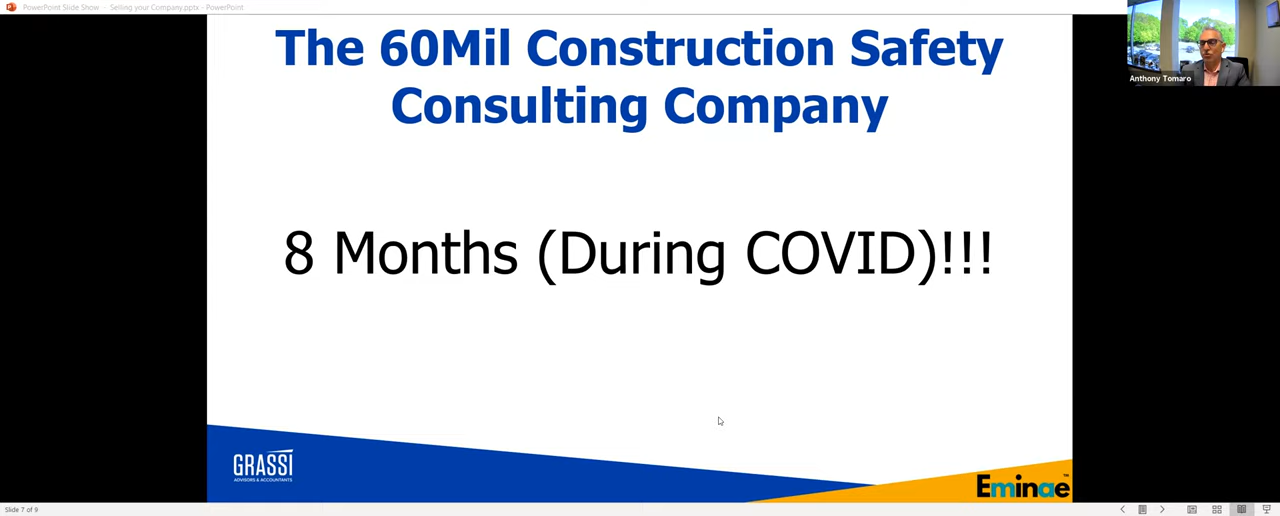 PowerPoint Slide Show - .Selling your Company.pptx - PowerPoint
Anthony Tomaro
The 60Mil Construction Safety
Consulting Company
8 Months (During COVID)!!!
GRASSI
ADVISORS & ACCOUNTANTS
Eminae™
Slide 7 of 9